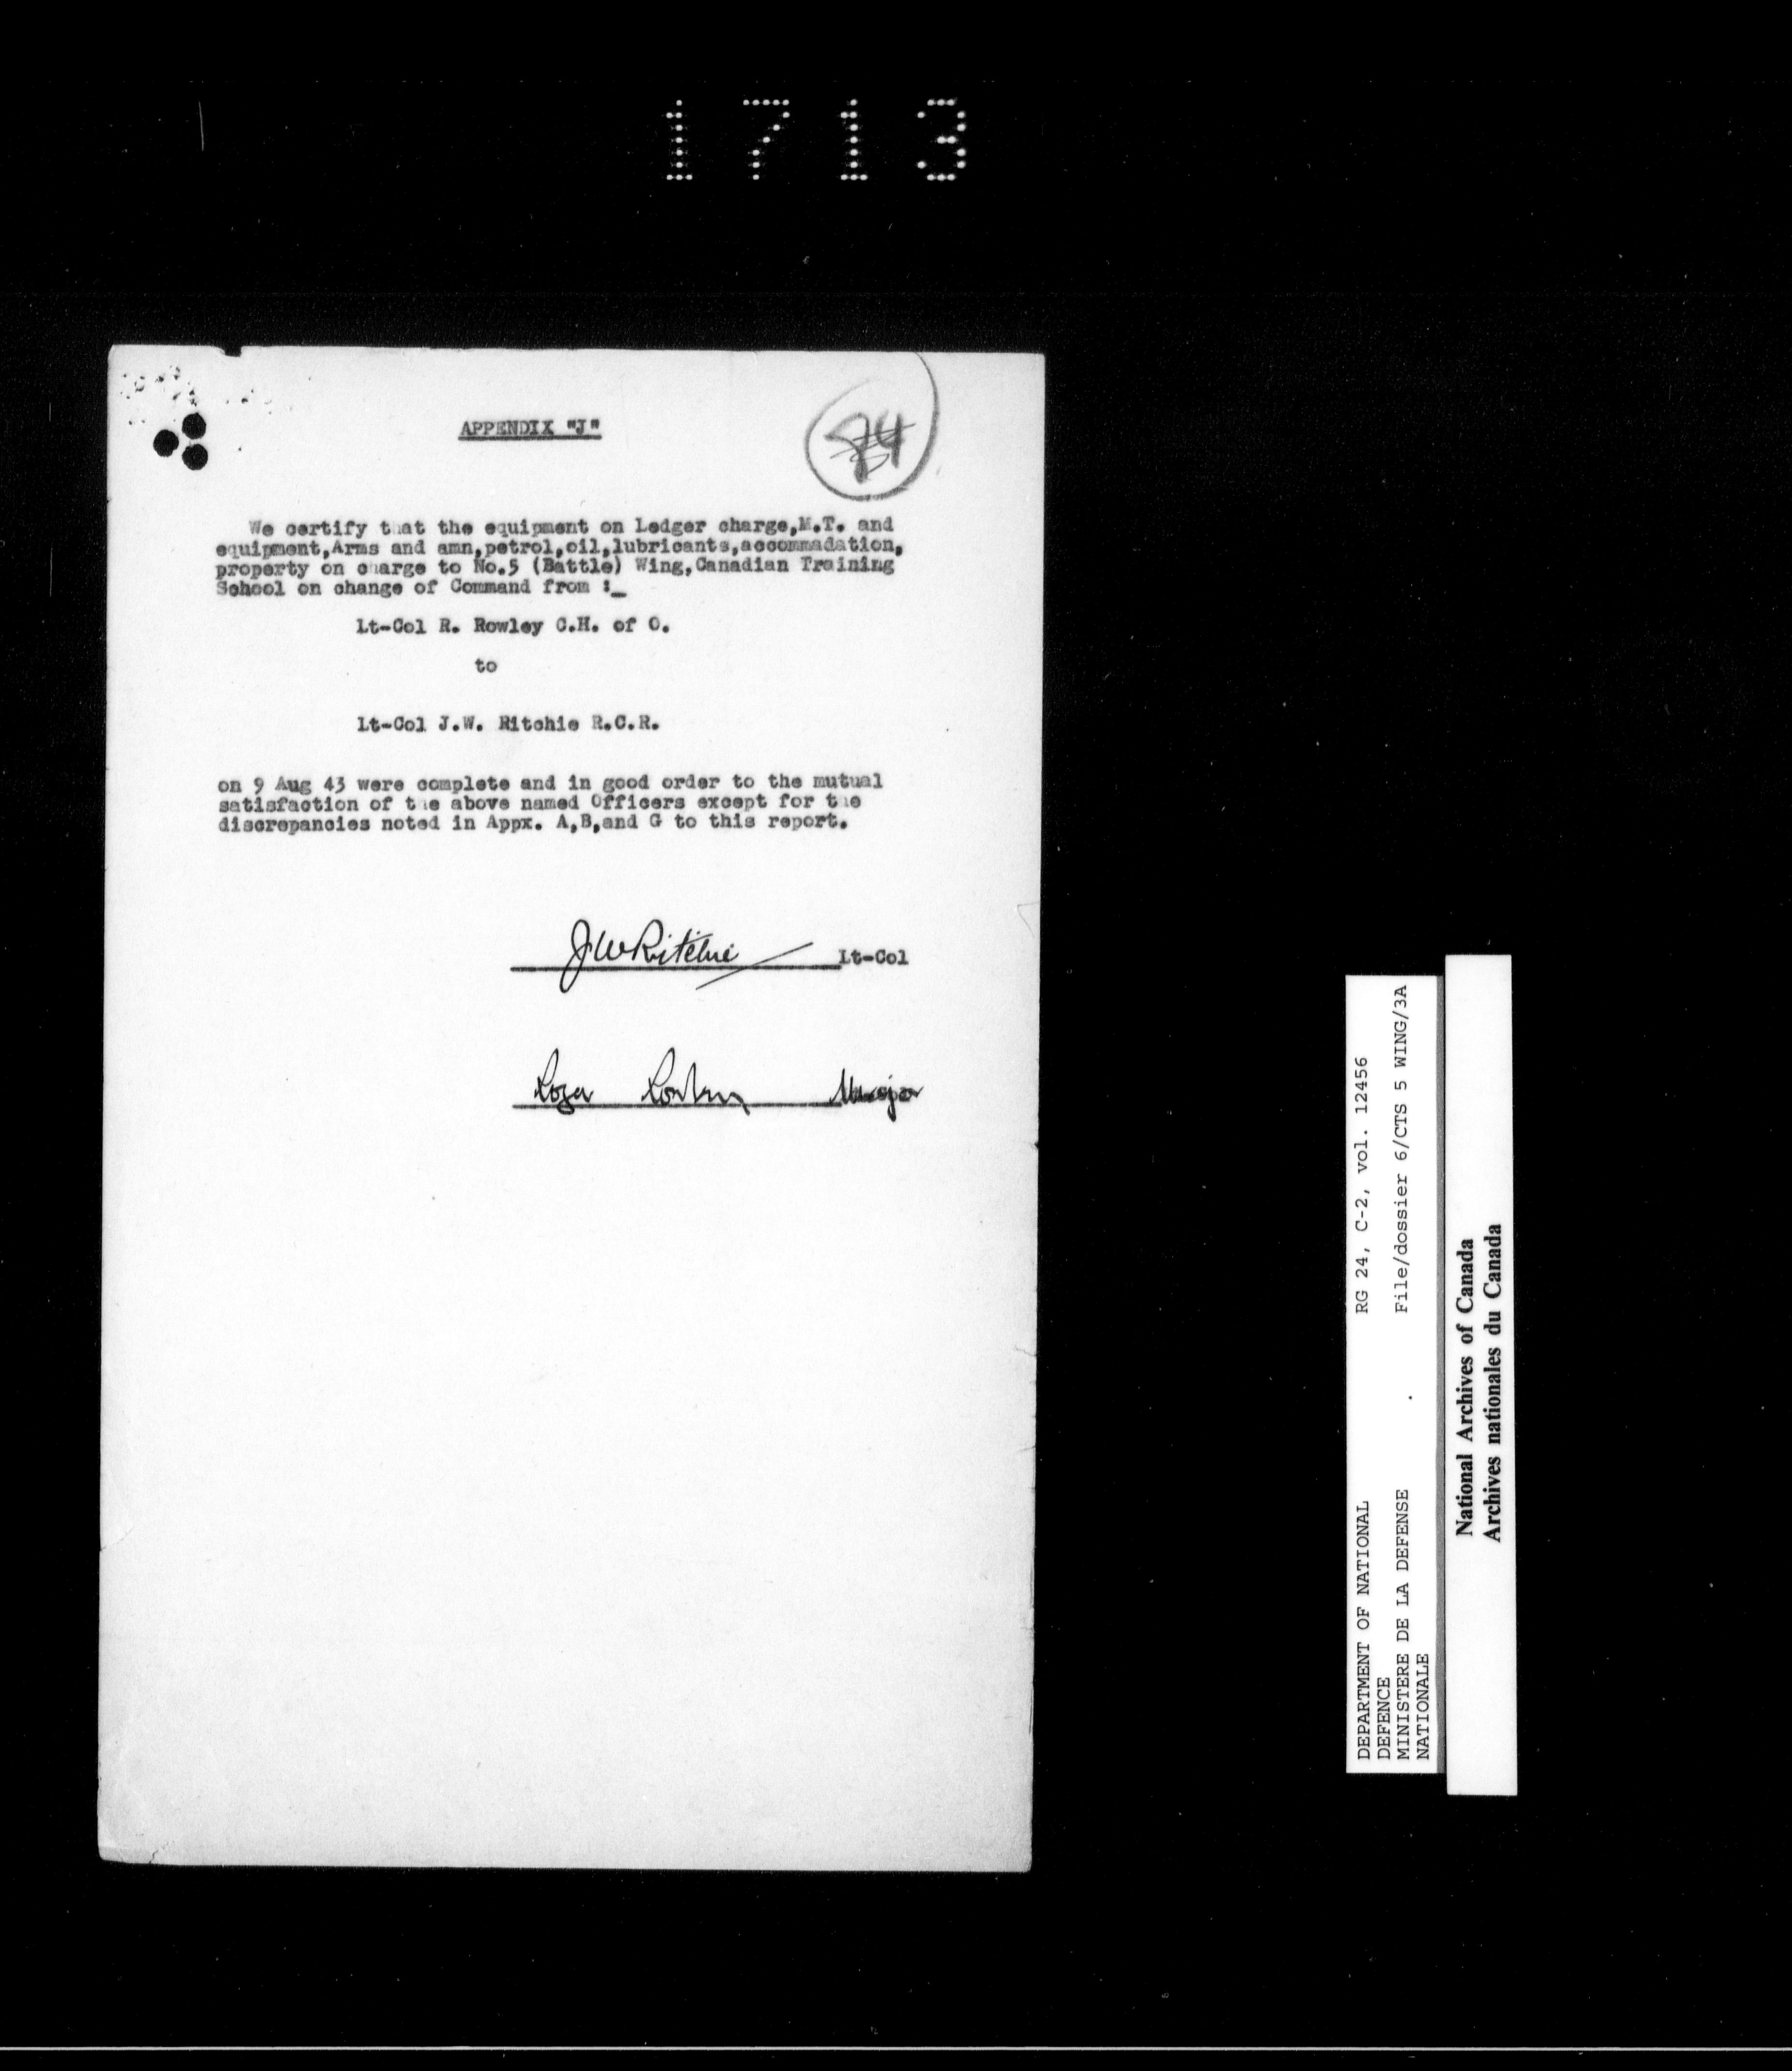 1713
APPENDIX "J"
We certify that the equipment on Ledger charge,M.T. and
equipment,Arms and amn,petrol,oil,lubricants,accommadation,
property on charge to No.5 (Battle) Wing,Canadian Training
School on change of Command from :_
Lt-Col R. Rowley C.H. of O.
to
Lt-Col J.W. Ritchie R.C.R.
on 9 Aug 43 were complete and in good order to the mutual
satisfaction of the above named Officers except for the
discrepancies noted in Appx. A,B,and G to this report.
JWRitchie Lt-Col
Major
DEPARTMENT OF NATIONAL RG 24, C-2, vol. 12456
DEFENCE
MINISTERE DE LA DEFENSE File/dossier 6/CTS 5 WING/3A
NATIONALE
National Archives of Canada
Archives nationales du Canada